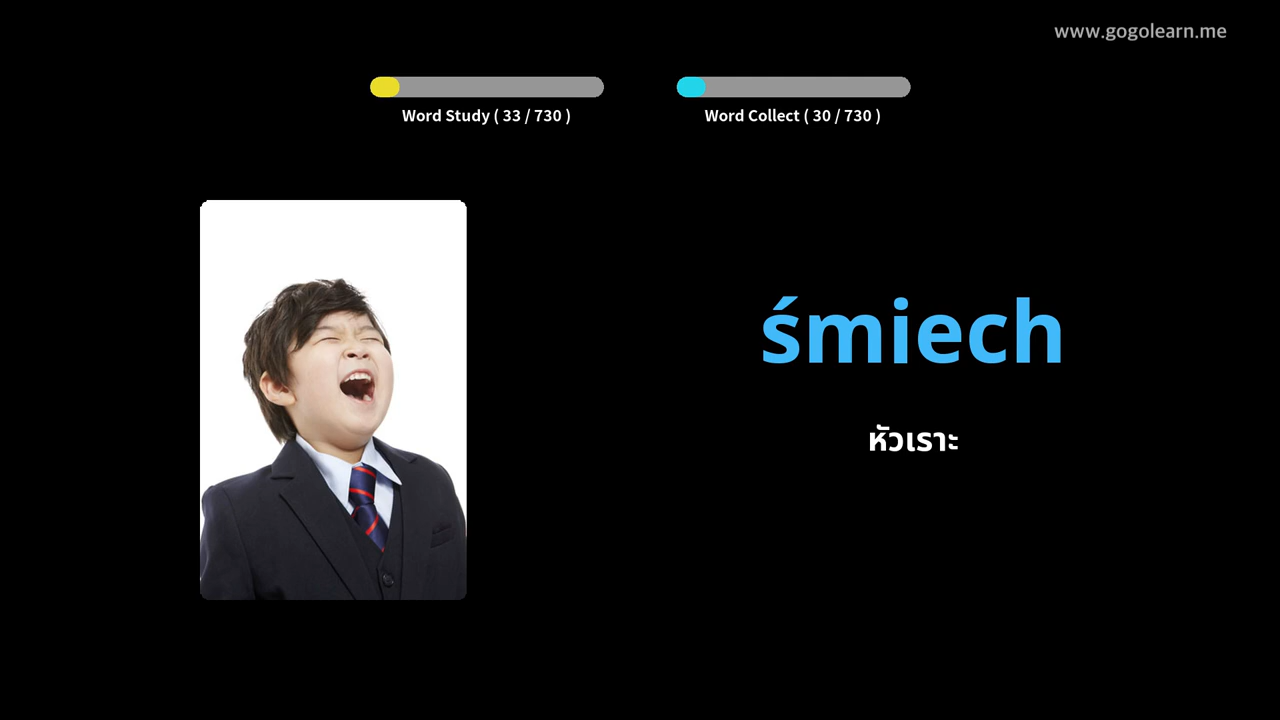 www.gogolearn.me
Word Study ( 33 / 730 )
Word Collect ( 30 / 730 )
śmiech
หัวเราะ